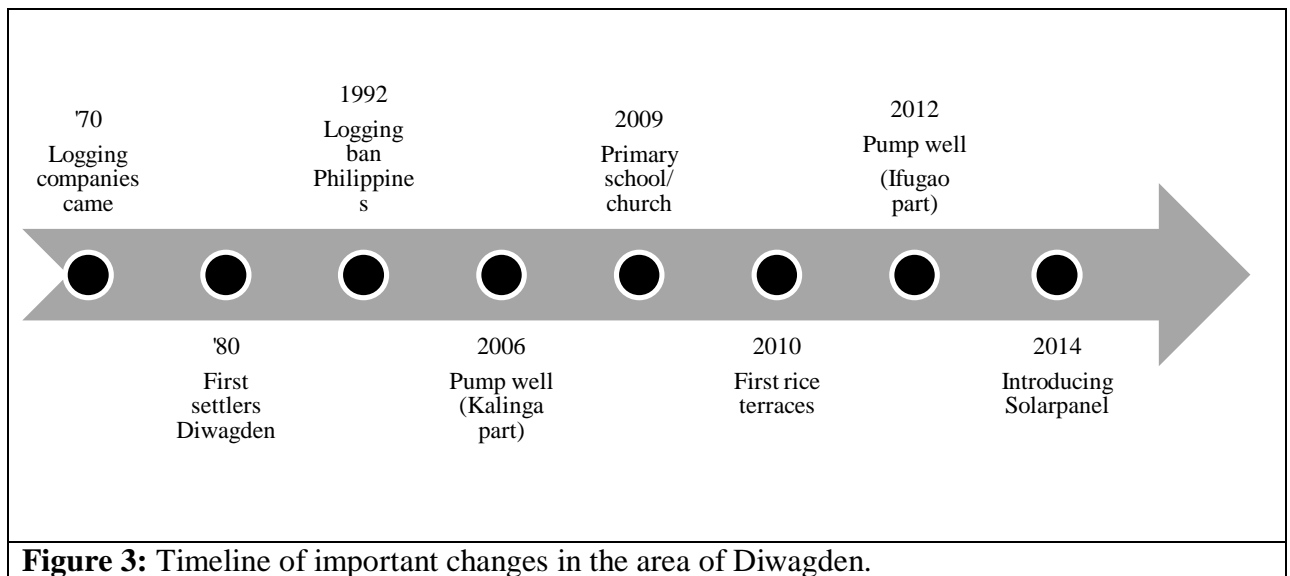 '70
Logging
companies
came
'80
First
settlers
Diwagden
1992
Logging
ban
Philippine
s
2006
Pump well
(Kalinga
part)
2009
Primary
school/
church
2010
First rice
terraces
2012
Pump well
(Ifugao
part)
2014
Introducing
Solarpanel
Figure 3: Timeline of important changes in the area of Diwagden.